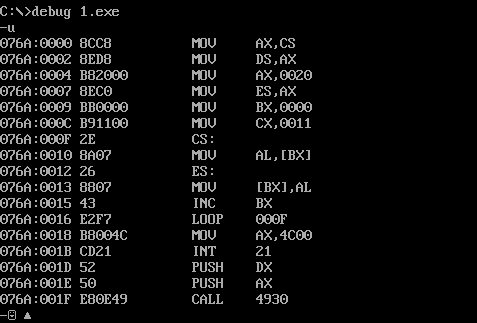 C:\>debug 1.exe
-u
076A:0000 8CC8 MOV AX,CS
076A:0002 8ED8 MOV DS,AX
076A:0004 B82000 MOV AX,0020
076A:0007 8EC0 MOV ES,AX
076A:0009 BB0000 MOV BX,0000
076A:000C B91100 MOV CX,0011
076A:000F 2E CS:
076A:0010 8A07 MOV AL,[BX]
076A:0012 26 ES:
076A:0013 8807 MOV [BX],AL
076A:0015 43 INC BX
076A:0016 E2F7 LOOP 000F
076A:0018 B8004C MOV AX,4C00
076A:001B CD21 INT 21
076A:001D 52 PUSH DX
076A:001E 50 PUSH AX
076A:001F E80E49 CALL 4930
-